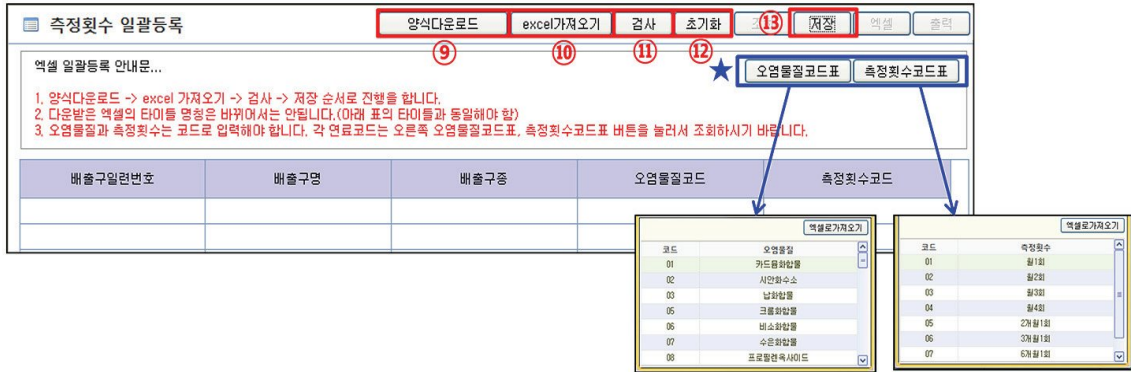 측정횟수 일괄등록
양식다운로드 excel가져오기 검사 초기화 저장 엑셀 출력
⑨ ⑩ ⑪ ⑫ ⑬
엑셀 일괄등록 안내문...
오염물질코드표 측정횟수코드표
1. 양식다운로드 -> excel 가져오기 -> 검사 -> 저장 순서로 진행을 합니다.
2. 다운받은 엑셀의 타이틀 명칭은 바뀌어서는 안됩니다.(아래 표의 타이틀과 동일해야 함)
3. 오염물질과 측정횟수는 코드로 입력해야 합니다. 각 연료코드는 오른쪽 오염물질코드표, 측정횟수코드표 버튼을 눌러서 조회하시기 바랍니다.
배출구일련번호 배출구명 배출구종 오염물질코드 측정횟수코드
엑셀로가져오기
코드 오염물질
01 카드뮴화합물
02 시안화수소
03 납화합물
05 크롬화합물
06 비소화합물
07 수은화합물
08 프로필렌옥사이드
엑셀로가져오기
코드 측정횟수
01 월1회
02 월2회
03 월3회
04 월4회
05 2개월1회
06 3개월1회
07 6개월1회